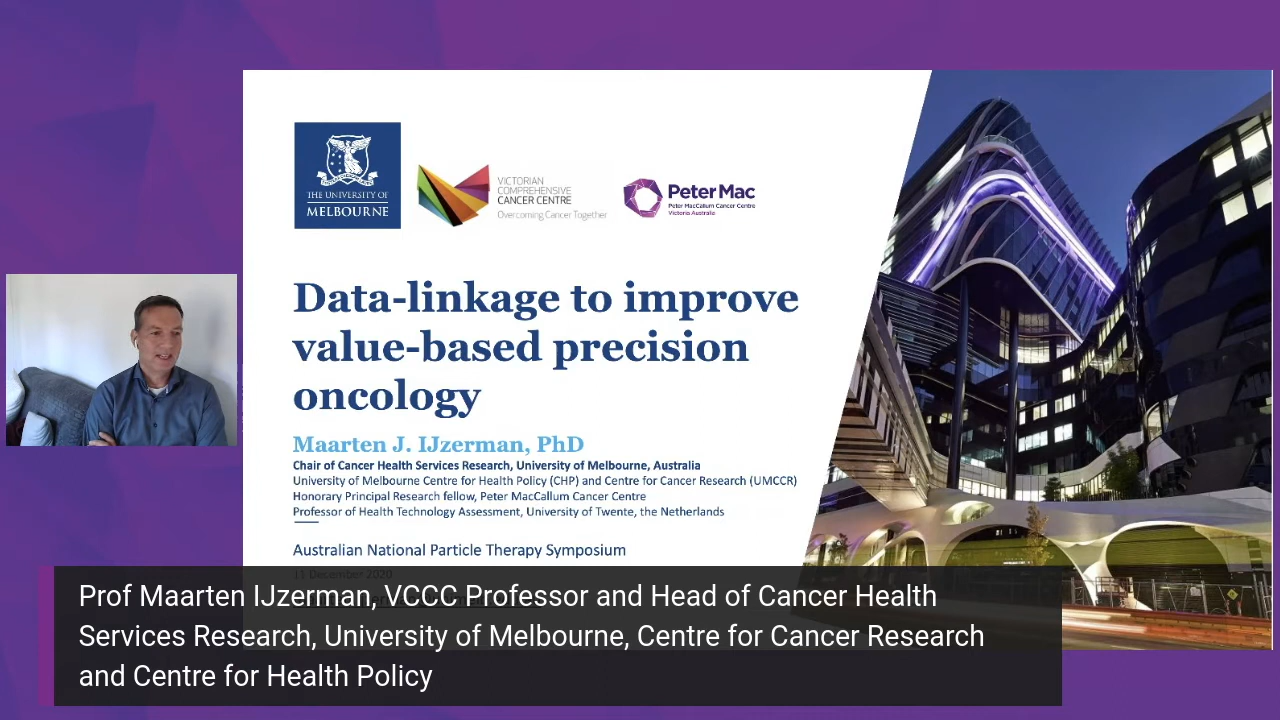 THE UNIVERSITY OF
MELBOURNE
VICTORIAN
COMPREHENSIVE
CANCER CENTRE
Overcoming Cancer Together
Peter Mac
Peter MacCallum Cancer Centre
Victoria Australia
Data-linkage to improve
value-based precision
oncology
Maarten J. IJzerman, PhD
Chair of Cancer Health Services Research, University of Melbourne, Australia
University of Melbourne Centre for Health Policy (CHP) and Centre for Cancer Research (UMCCR)
Honorary Principal Research fellow, Peter MacCallum Cancer Centre
Professor of Health Technology Assessment, University of Twente, the Netherlands
Australian National Particle Therapy Symposium
11 December 2020
Prof Maarten IJzerman, VCCC Professor and Head of Cancer Health
Services Research, University of Melbourne, Centre for Cancer Research
and Centre for Health Policy